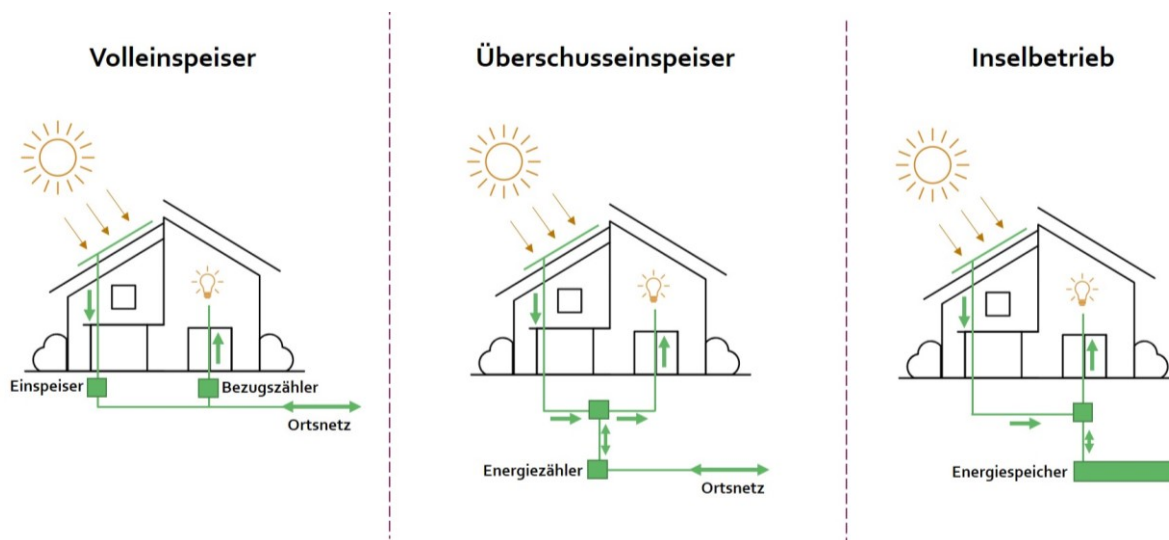 Volleinspeiser
Überschusseinspeiser
Inselbetrieb
Einspeiser
Bezugszähler
Ortsnetz
Energiezähler
Ortsnetz
Energiespeicher